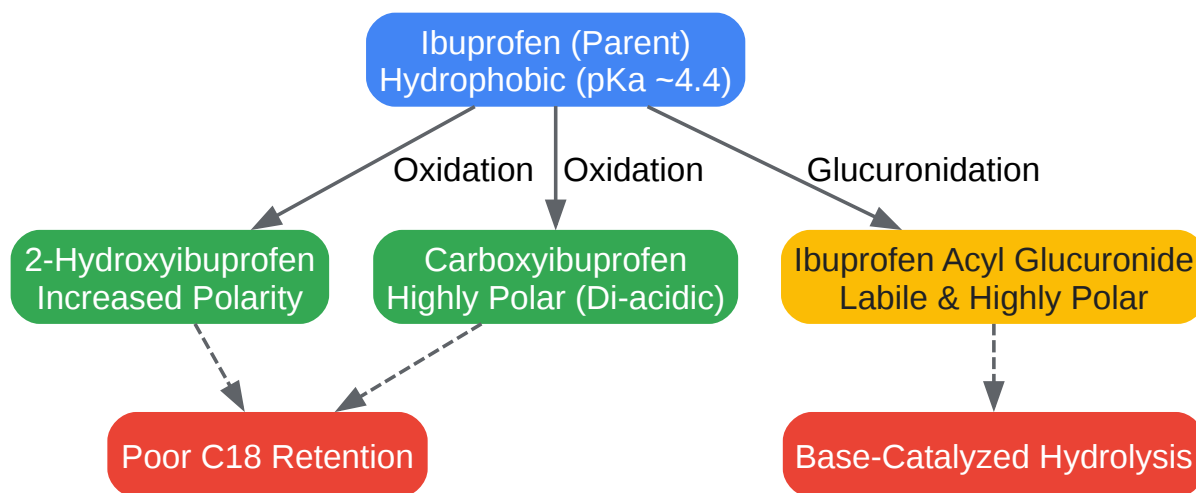 Ibuprofen (Parent)
Hydrophobic (pKa ~4.4)
Oxidation
Oxidation
Glucuronidation
2-Hydroxyibuprofen
Increased Polarity
Carboxyibuprofen
Highly Polar (Di-acidic)
Ibuprofen Acyl Glucuronide
Labile & Highly Polar
Poor C18 Retention
Base-Catalyzed Hydrolysis